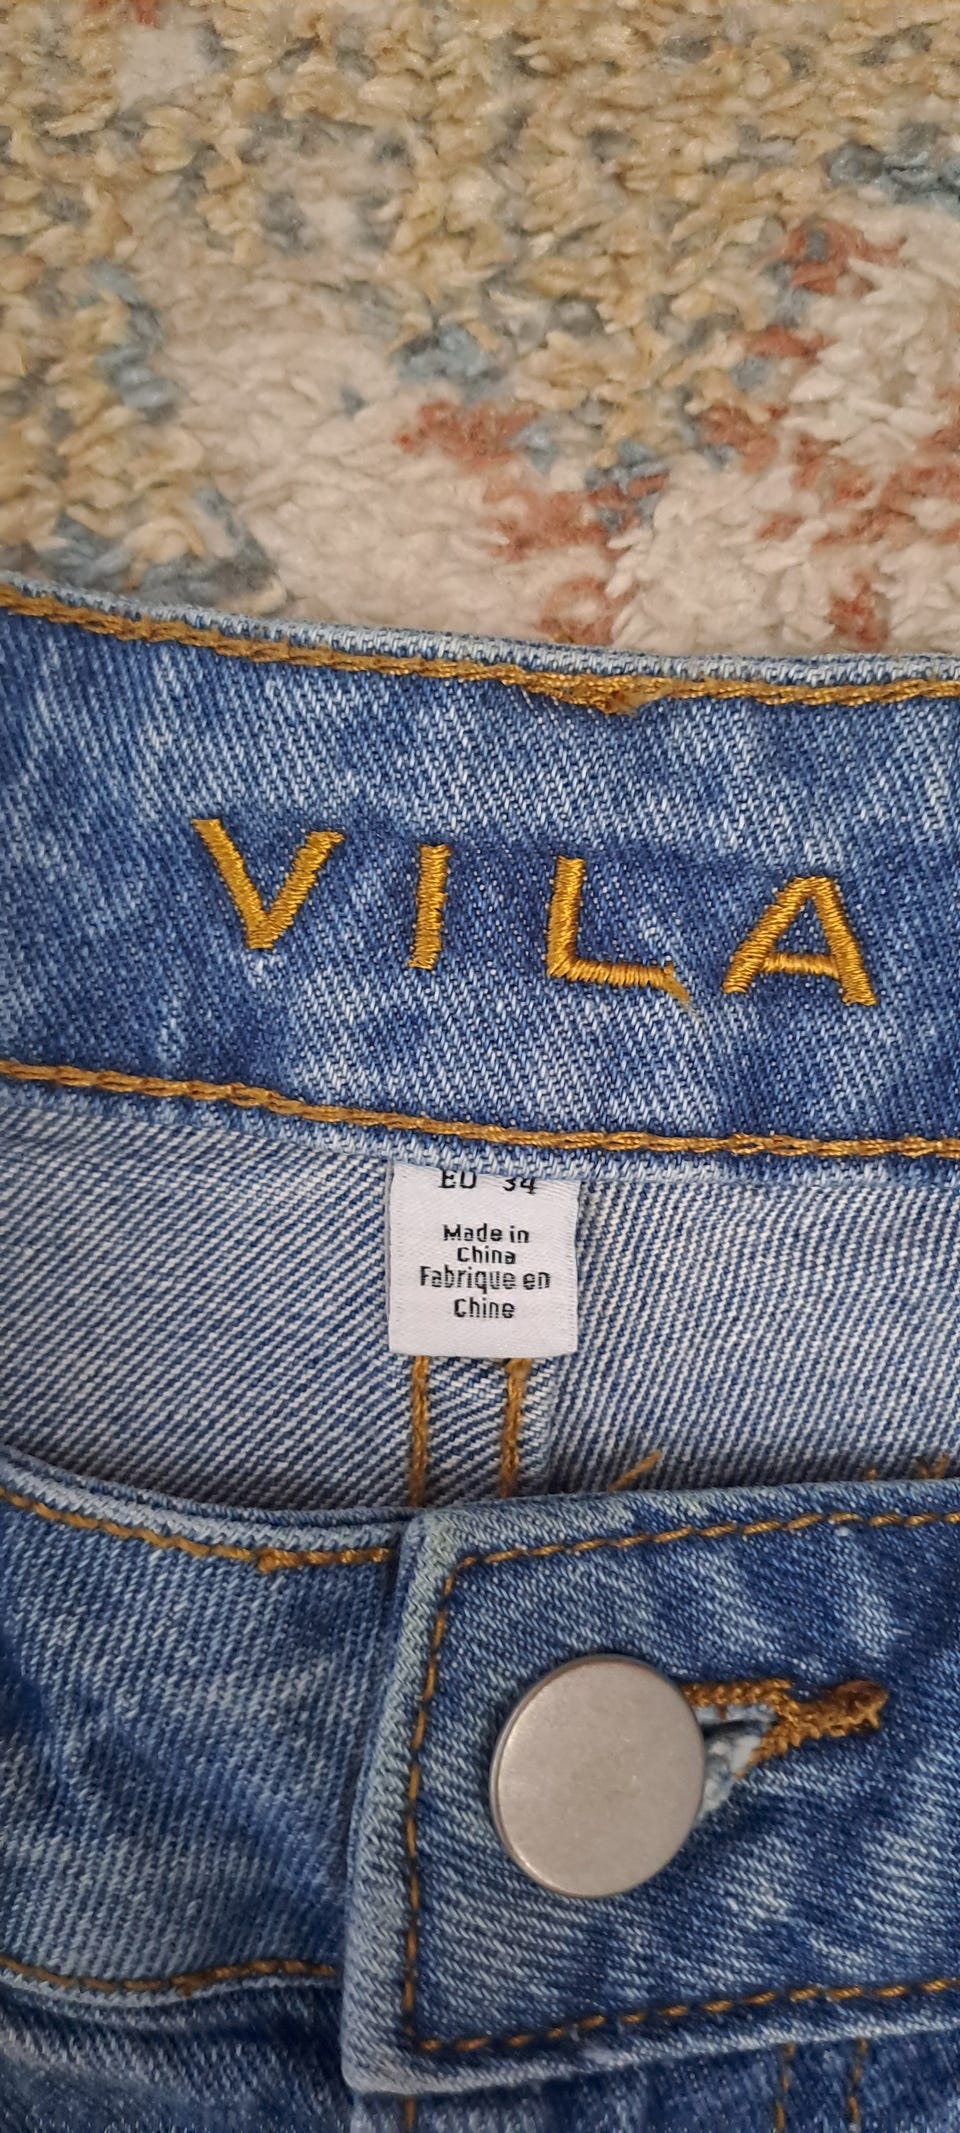 VILA
EU 34
Made in
China
Fabrique en
Chine